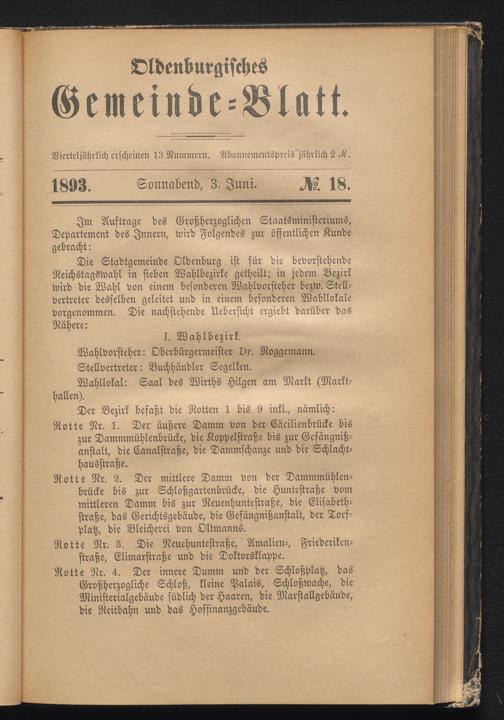 Oldenburgisches
Gemeinde-Blatt.
Vierteljährlich erscheinen 13 Nummern. Abonnementspreis jährlich 2 M.
1893. Sonnabend, 3. Juni. № 18.
Im Auftrage des Großherzoglichen Staatsministeriums,
Departement des Innern, wird Folgendes zur öffentlichen Kunde
gebracht:
Die Stadtgemeinde Oldenburg ist für die bevorstehende
Reichstagswahl in sieben Wahlbezirke getheilt; in jedem Bezirk
wird die Wahl von einem besonderen Wahlvorsteher bezw. Stell-
vertreter desselben geleitet und in einem besonderen Wahllokale
vorgenommen. Die nachstehende Uebersicht ergiebt darüber das
Nähere:
I. Wahlbezirk.
Wahlvorsteher: Oberbürgermeister Dr. Roggemann.
Stellvertreter: Buchhändler Segelken.
Wahllokal: Saal des Wirths Hilgen am Markt (Markt-
hallen).
Der Bezirk befaßt die Rotten 1 bis 9 inkl., nämlich:
Rotte Nr. 1. Der äußere Damm von der Cäcilienbrücke bis
zur Dammmühlenbrücke, die Koppelstraße bis zur Gefängniß-
anstalt, die Canalstraße, die Dammschanze und die Schlacht-
hausstraße.
Rotte Nr. 2. Der mittlere Damm von der Dammmühlen-
brücke bis zur Schloßgartenbrücke, die Huntestraße vom
mittleren Damm bis zur Neuenhuntestraße, die Elisabeth-
straße, das Gerichtsgebäude, die Gefängnißanstalt, der Torf-
platz, die Bleicherei von Oltmanns.
Rotte Nr. 3. Die Neuehuntestraße, Amalien-, Friederiken-
straße, Elimarstraße und die Doktorsklappe.
Rotte Nr. 4. Der innere Dumm und der Schloßplatz, das
Großherzogliche Schloß, kleine Palais, Schloßwache, die
Ministerialgebäude südlich der Haaren, die Marstallgebäude,
die Reitbahn und das Hoffinanzgebäude.